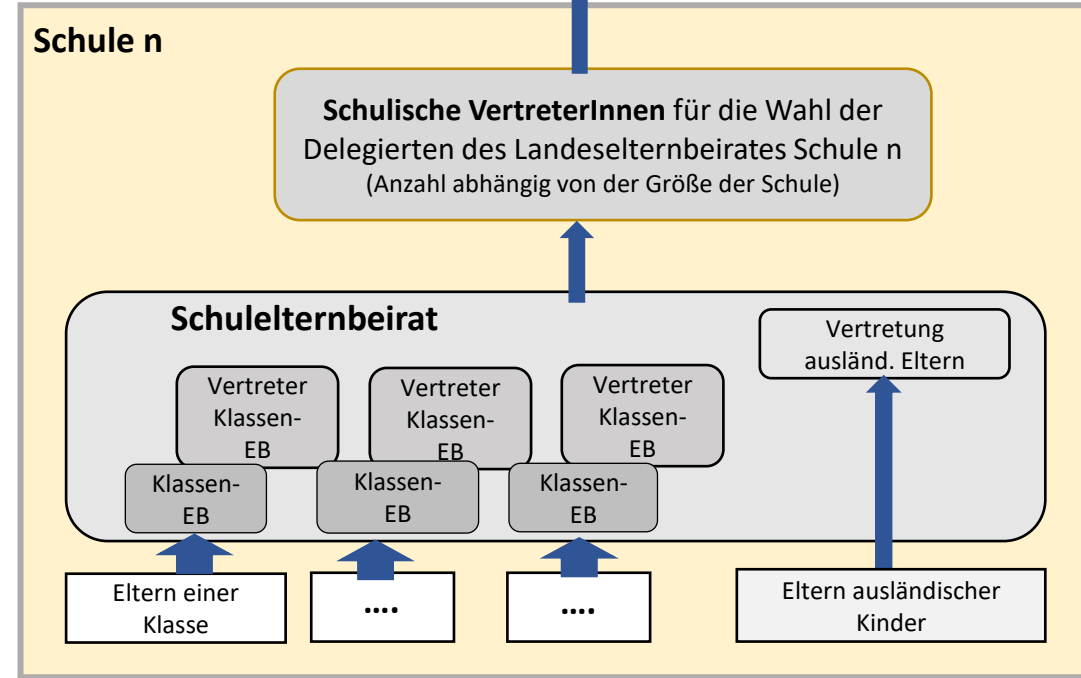 Schule n
Schulische VertreterInnen für die Wahl der
Delegierten des Landeselternbeirates Schule n
(Anzahl abhängig von der Größe der Schule)
Schulelternbeirat
Vertretung
ausländ. Eltern
Vertreter
Klassen-
EB
Vertreter
Klassen-
EB
Vertreter
Klassen-
EB
Klassen-
EB
Klassen-
EB
Klassen-
EB
Eltern einer
Klasse
....
....
Eltern ausländischer
Kinder